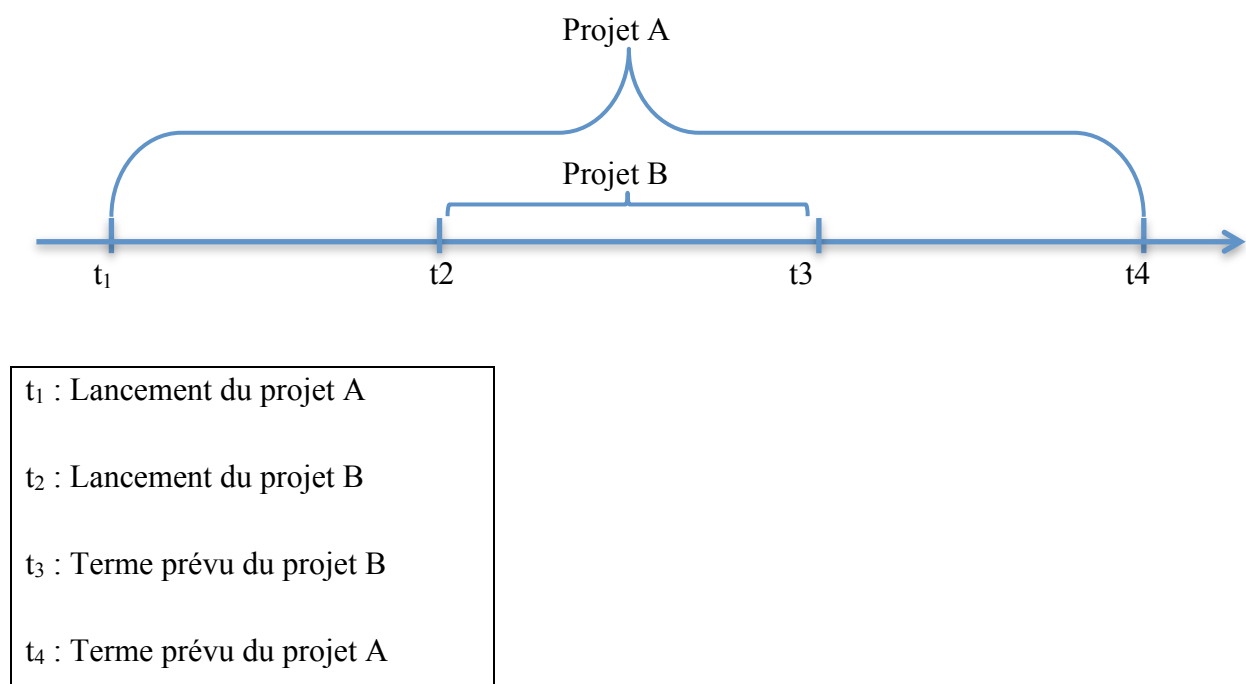 Projet A
Projet B
t₁ t2 t3 t4
t₁ : Lancement du projet A
t₂ : Lancement du projet B
t₃ : Terme prévu du projet B
t₄ : Terme prévu du projet A